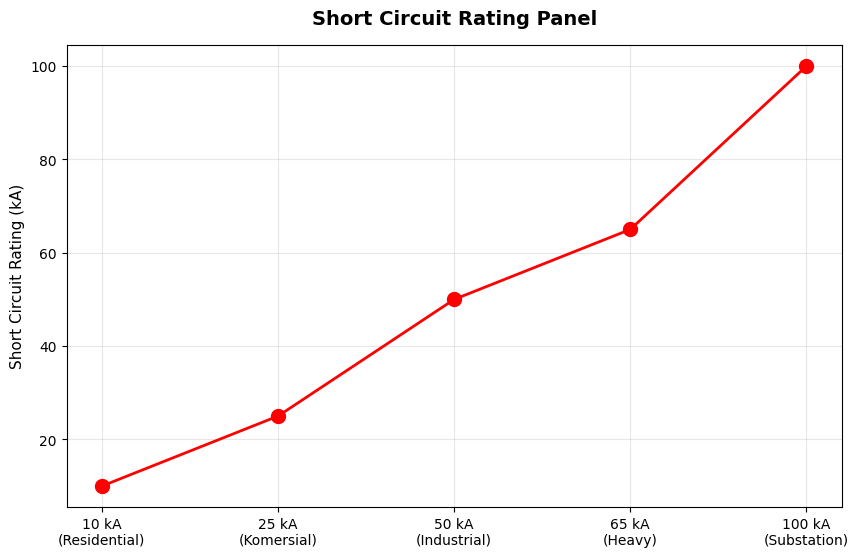 Short Circuit Rating Panel
Short Circuit Rating (kA)
100
80
60
40
20
10 kA
(Residential)
25 kA
(Komersial)
50 kA
(Industrial)
65 kA
(Heavy)
100 kA
(Substation)